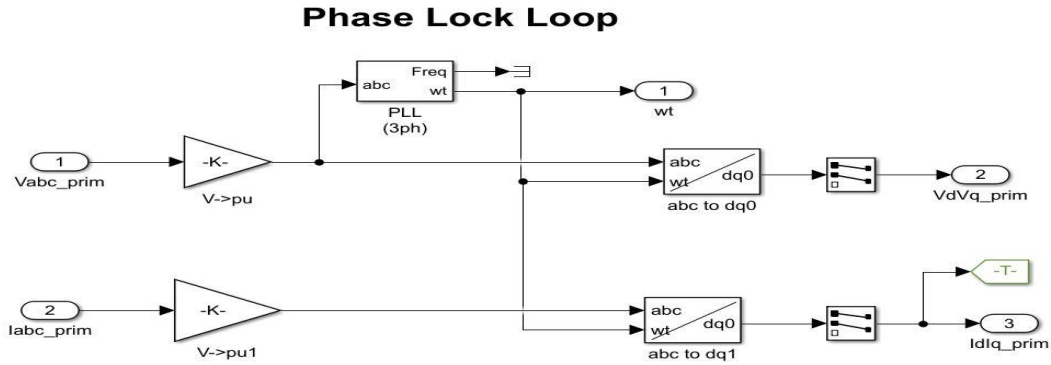 Phase Lock Loop
Freq
abc
wt
PLL
(3ph)
1
wt
1
Vabc_prim
-K-
V->pu
abc
wt
dq0
abc to dq0
2
VdVq_prim
-T-
2
Iabc_prim
-K-
V->pu1
abc
wt
dq0
abc to dq1
3
IdIq_prim